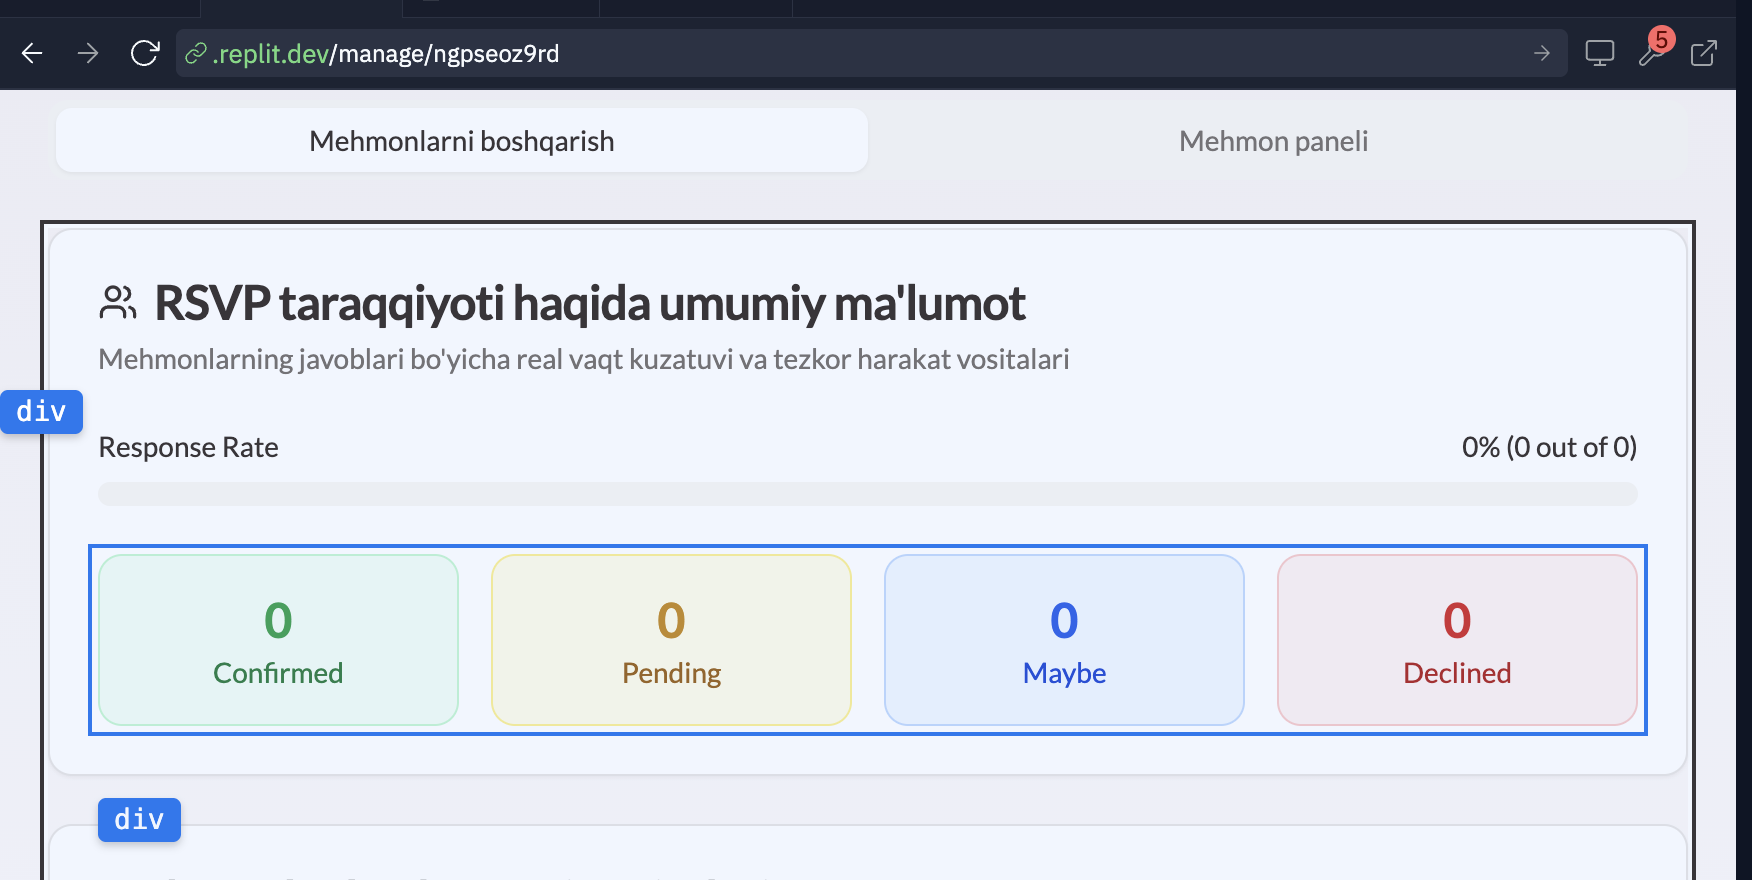 .replit.dev/manage/ngpseoz9rd
5
Mehmonlarni boshqarish
Mehmon paneli
RSVP taraqqiyoti haqida umumiy ma'lumot
Mehmonlarning javoblari bo'yicha real vaqt kuzatuvi va tezkor harakat vositalari
div
Response Rate
0% (0 out of 0)
0
Confirmed
0
Pending
0
Maybe
0
Declined
div